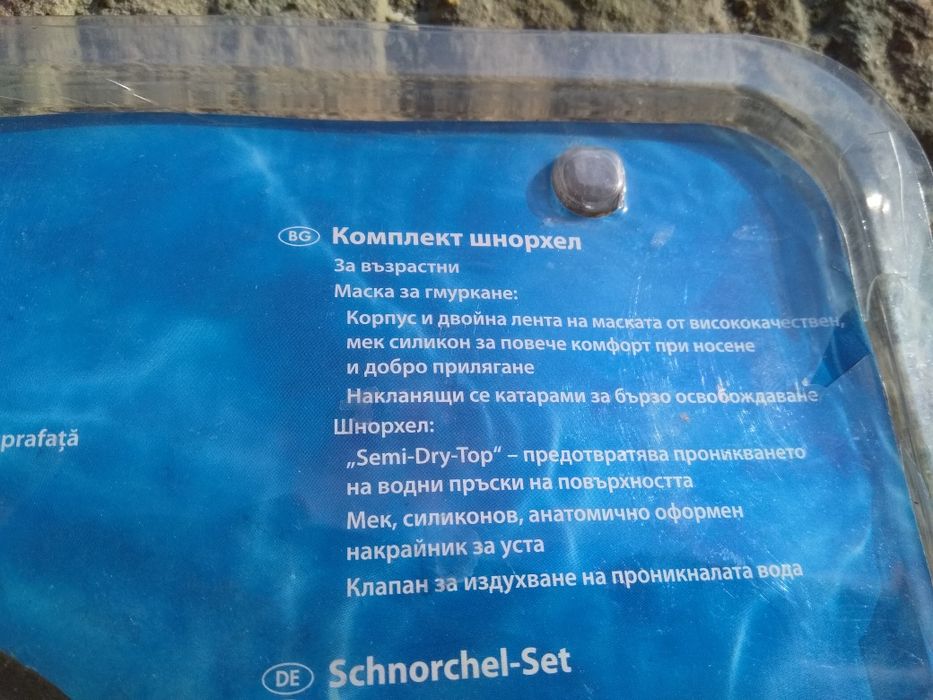 BG Комплект шнорхел
За възрастни
Маска за гмуркане:
Корпус и двойна лента на маската от висококачествен,
мек силикон за повече комфорт при носене
и добро прилягане
Накланящи се катарами за бързо освобождаване
prafață
Шнорхел:
„Semi-Dry-Top“ – предотвратява проникването
на водни пръски на повърхността
Мек, силиконов, анатомично оформен
накрайник за уста
Клапан за издухване на проникналата вода
DE Schnorchel-Set